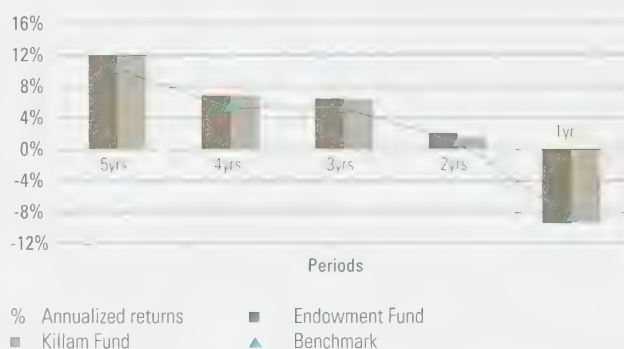 16%
12%
8%
4%
0%
-4%
-8%
-12%
5yrs 4yrs 3yrs 2yrs 1yr
Periods
% Annualized returns Endowment Fund
Killam Fund Benchmark